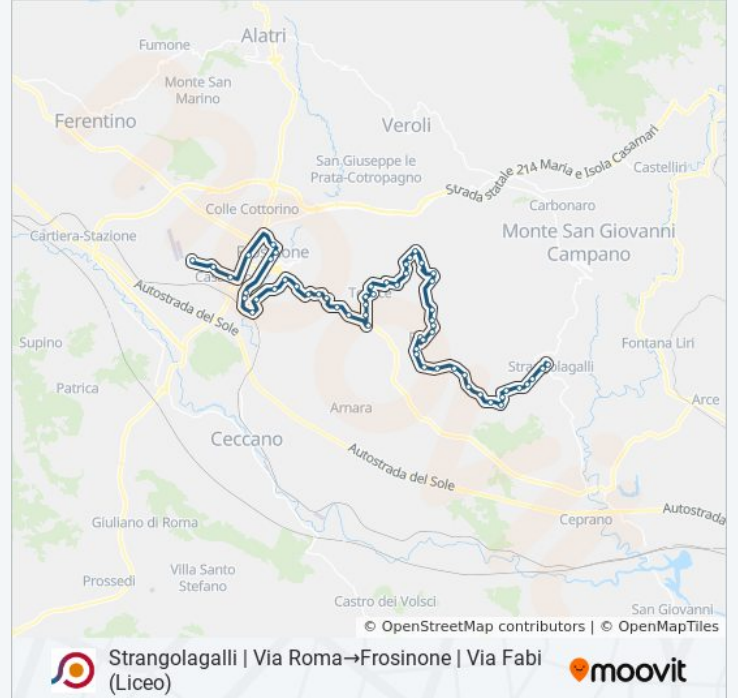 Alatri
Fumone
Monte San
Marino
Ferentino
Veroli
San Giuseppe le
Prata-Cotropagno
Strada statale 214 Maria e Isola Casamari
Castelliri
Colle Cottorino
Carbonaro
Cartiera-Stazione
Monte San Giovanni
Campano
Autostrada del Sole
Supino
Fontana Liri
Patrica
Arce
Arnara
Ceccano
Autostrada del Sole
Autostrada
Giuliano di Roma
Ceprano
Villa Santo
Stefano
Prossedi
Castro dei Volsci
San Giovanni
© OpenStreetMap contributors | © OpenMapTiles
Strangolagalli | Via Roma→Frosinone | Via Fabi
(Liceo)
moovit